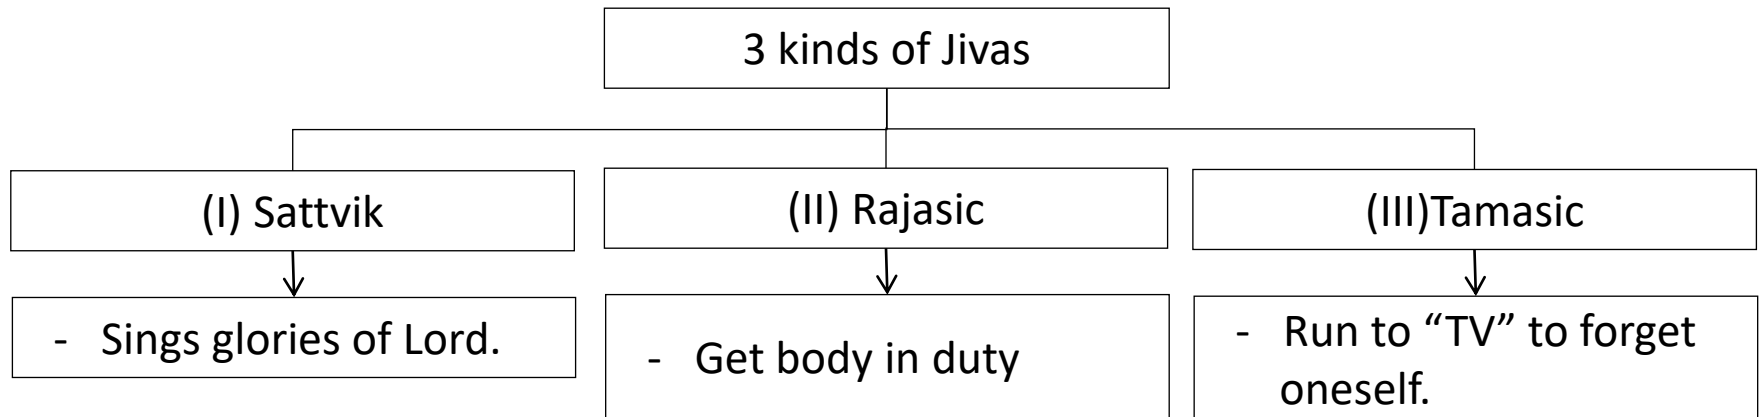 3 kinds of Jivas
(I) Sattvik
(II) Rajasic
(III)Tamasic
- Sings glories of Lord.
- Get body in duty
- Run to “TV” to forget
oneself.